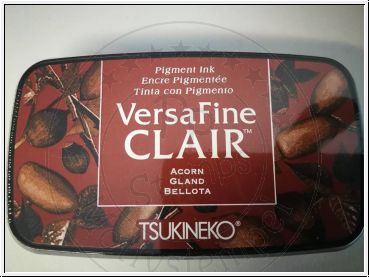 Pigment Ink
Encre Pigmentée
Tinta con Pigmento
VersaFine
CLAIR™
ACORN
GLAND
BELLOTA
TSUKINEKO®